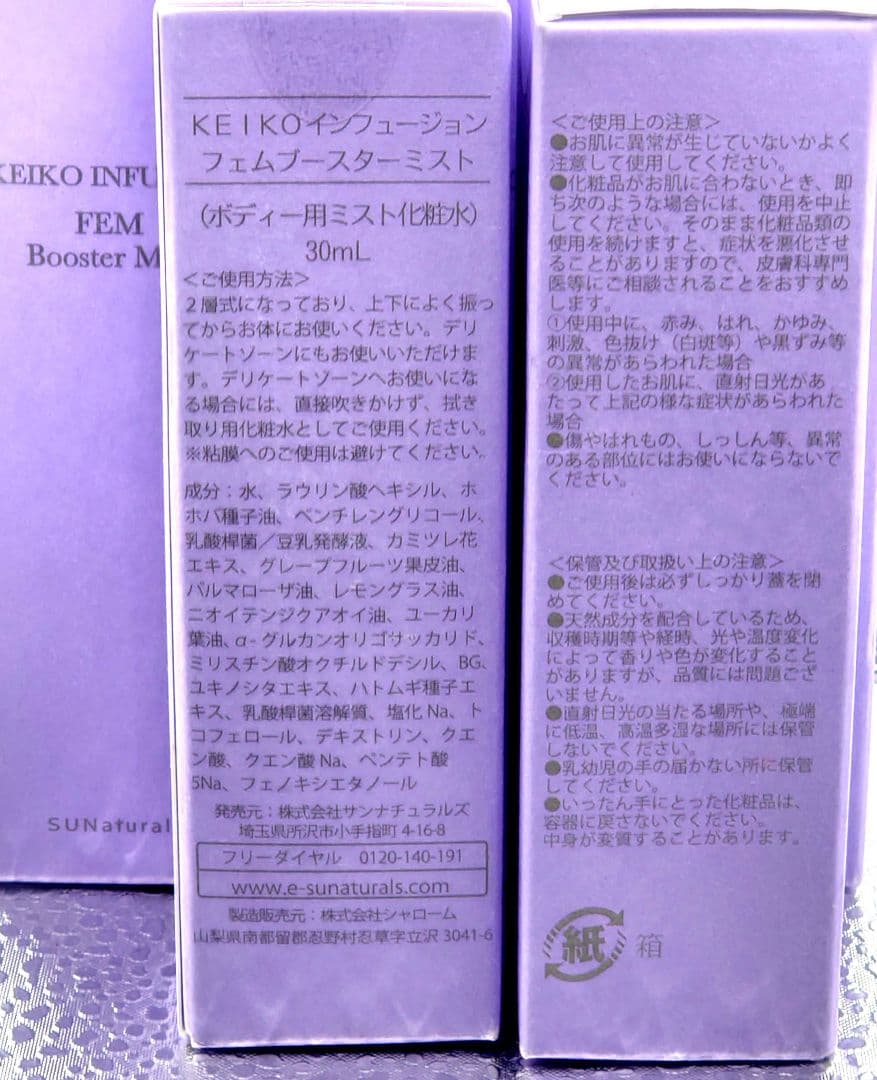 KEIKO INFU
FEM
Booster M
SUNatural
KEIKOインフュージョン
フェムブースターミスト
（ボディー用ミスト化粧水）
30mL
＜ご使用方法＞
２層式になっており、上下によく振っ
てからお体にお使いください。デリ
ケートゾーンにもお使いいただけま
す。デリケートゾーンへお使いにな
る場合には、直接吹きかけず、拭き
取り用化粧水としてご使用ください。
※粘膜へのご使用は避けてください。
成分：水、ラウリン酸ヘキシル、ホ
ホバ種子油、ペンチレングリコール、
乳酸桿菌／豆乳発酵液、カミツレ花
エキス、グレープフルーツ果皮油、
パルマローザ油、レモングラス油、
ニオイテンジクアオイ油、ユーカリ
葉油、α-グルカンオリゴサッカリド、
ミリスチン酸オクチルドデシル、BG、
ユキノシタエキス、ハトムギ種子エ
キス、乳酸桿菌溶解質、塩化Na、ト
コフェロール、デキストリン、クエ
ン酸、クエン酸Na、ペンテト酸
5Na、フェノキシエタノール
発売元：株式会社サンナチュラルズ
埼玉県所沢市小手指町 4-16-8
フリーダイヤル 0120-140-191
www.e-sunaturals.com
製造販売元：株式会社シャローム
山梨県南都留郡忍野村忍草字立沢 3041-6
＜ご使用上の注意＞
●お肌に異常が生じていないかよく
注意して使用してください。
●化粧品がお肌に合わないとき、即
ち次のような場合には、使用を中止
してください。そのまま化粧品類の
使用を続けますと、症状を悪化させ
ることがありますので、皮膚科専門
医等にご相談されることをおすすめ
します。
①使用中に、赤み、はれ、かゆみ、
刺激、色抜け（白斑等）や黒ずみ等
の異常があらわれた場合
②使用したお肌に、直射日光があ
たって上記の様な症状があらわれた
場合
●傷やはれもの、しっしん等、異常
のある部位にはお使いにならないで
ください。
＜保管及び取扱い上の注意＞
●ご使用後は必ずしっかり蓋を閉
めてください。
●天然成分を配合しているため、
収穫時期等や経時、光や温度変化
によって香りや色が変化すること
がありますが、品質には問題ござ
いません。
●直射日光の当たる場所や、極端
に低温、高温多湿な場所には保管
しないでください。
●乳幼児の手の届かない所に保管
してください。
●いったん手にとった化粧品は、
容器に戻さないでください。
中身が変質することがあります。
紙 箱